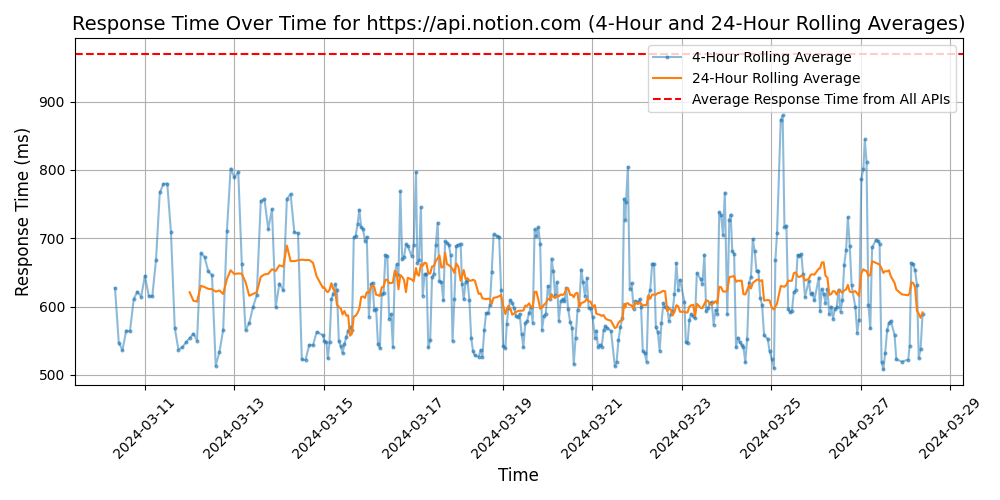 Response Time Over Time for https://api.notion.com (4-Hour and 24-Hour Rolling Averages)
4-Hour Rolling Average
24-Hour Rolling Average
Average Response Time from All APIs
Response Time (ms)
900
800
700
600
500
2024-03-11
2024-03-13
2024-03-15
2024-03-17
2024-03-19
2024-03-21
2024-03-23
2024-03-25
2024-03-27
2024-03-29
Time